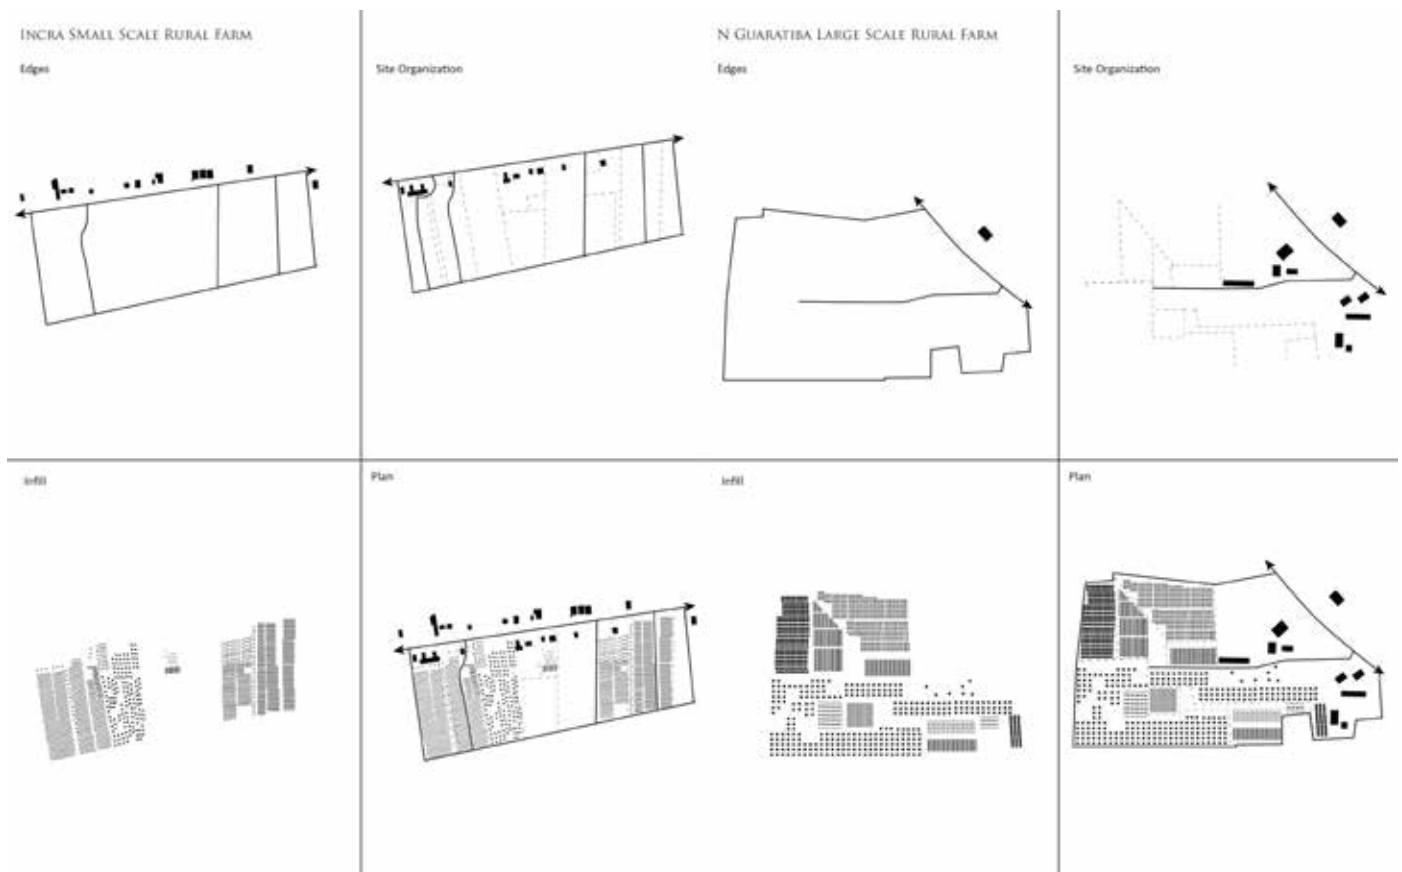 INCRA SMALL SCALE RURAL FARM
Edges
Site Organization
N GUARATIBA LARGE SCALE RURAL FARM
Edges
Site Organization
Infill
Plan
Infill
Plan